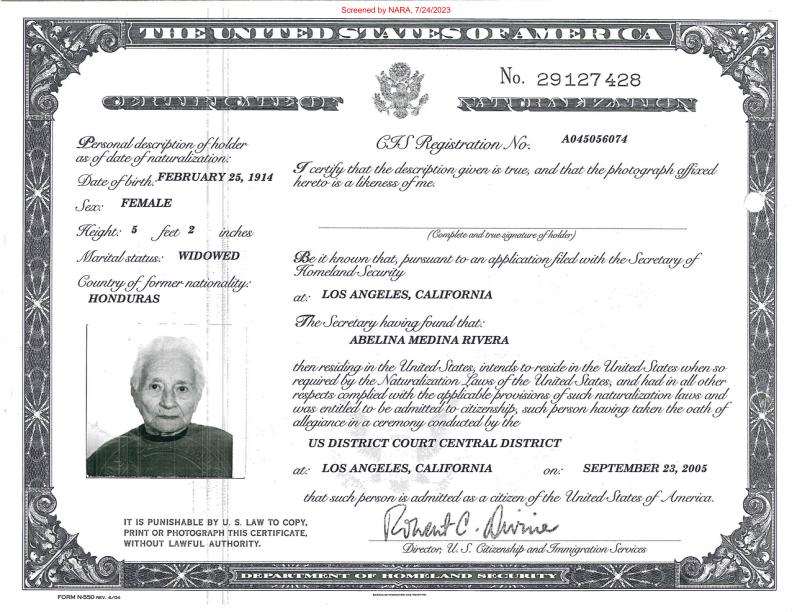 Screened by NARA, 7/24/2023
THE UNITED STATES OF AMERICA
No. 29127428
CERTIFICATE OF NATURALIZATION
Personal description of holder
as of date of naturalization:
Date of birth: FEBRUARY 25, 1914
Sex: FEMALE
Height: 5 feet 2 inches
Marital status: WIDOWED
Country of former nationality:
HONDURAS
CIS Registration No. A045056074
I certify that the description given is true, and that the photograph affixed
hereto is a likeness of me.
(Complete and true signature of holder)
Be it known that, pursuant to an application filed with the Secretary of
Homeland Security
at: LOS ANGELES, CALIFORNIA
The Secretary having found that:
ABELINA MEDINA RIVERA
then residing in the United States, intends to reside in the United States when so
required by the Naturalization Laws of the United States, and had in all other
respects complied with the applicable provisions of such naturalization laws and
was entitled to be admitted to citizenship, such person having taken the oath of
allegiance in a ceremony conducted by the
US DISTRICT COURT CENTRAL DISTRICT
at: LOS ANGELES, CALIFORNIA on: SEPTEMBER 23, 2005
that such person is admitted as a citizen of the United States of America.
IT IS PUNISHABLE BY U. S. LAW TO COPY,
PRINT OR PHOTOGRAPH THIS CERTIFICATE,
WITHOUT LAWFUL AUTHORITY.
Robert C. Divine
Director, U. S. Citizenship and Immigration Services
DEPARTMENT OF HOMELAND SECURITY
FORM N-550 REV. 4/04